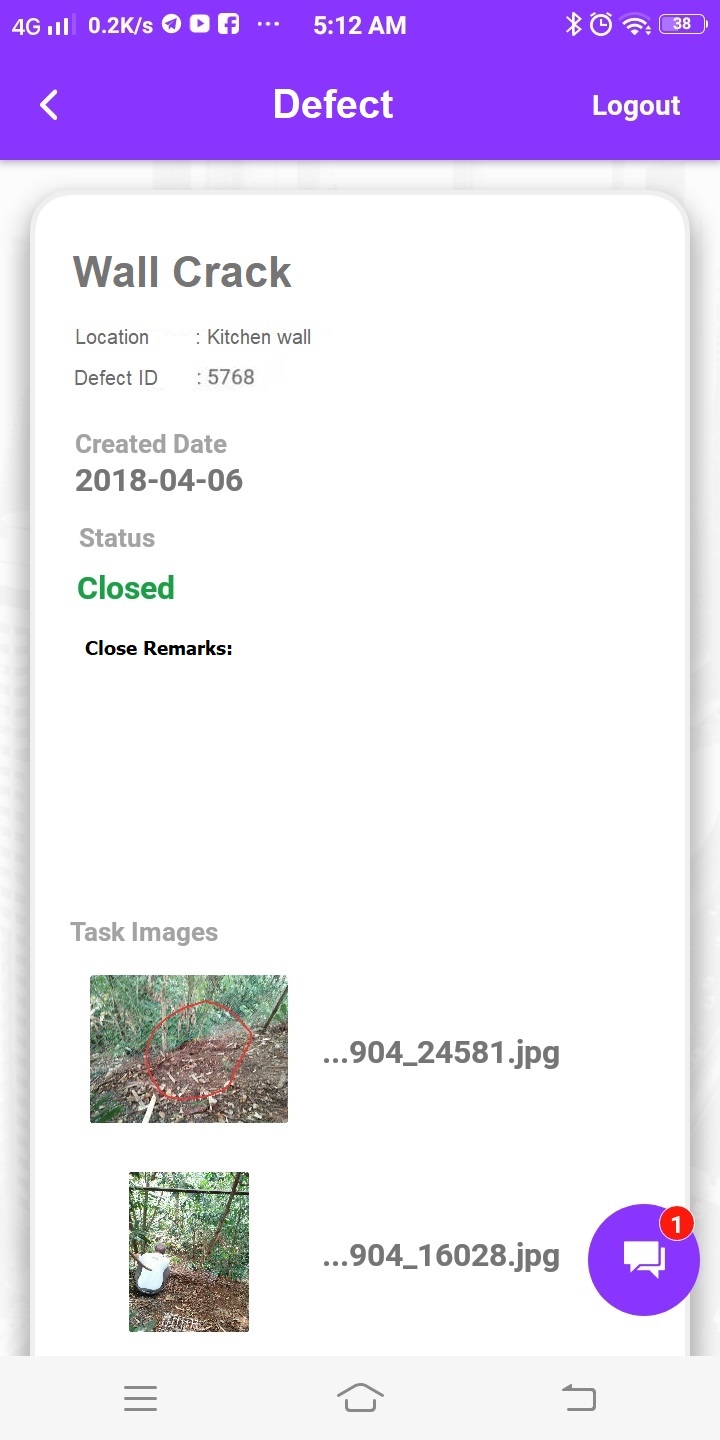 4G 0.2K/s ... 5:12 AM 38
Defect
Logout
Wall Crack
Location : Kitchen wall
Defect ID : 5768
Created Date
2018-04-06
Status
Closed
Close Remarks:
Task Images
...904_24581.jpg
...904_16028.jpg
1